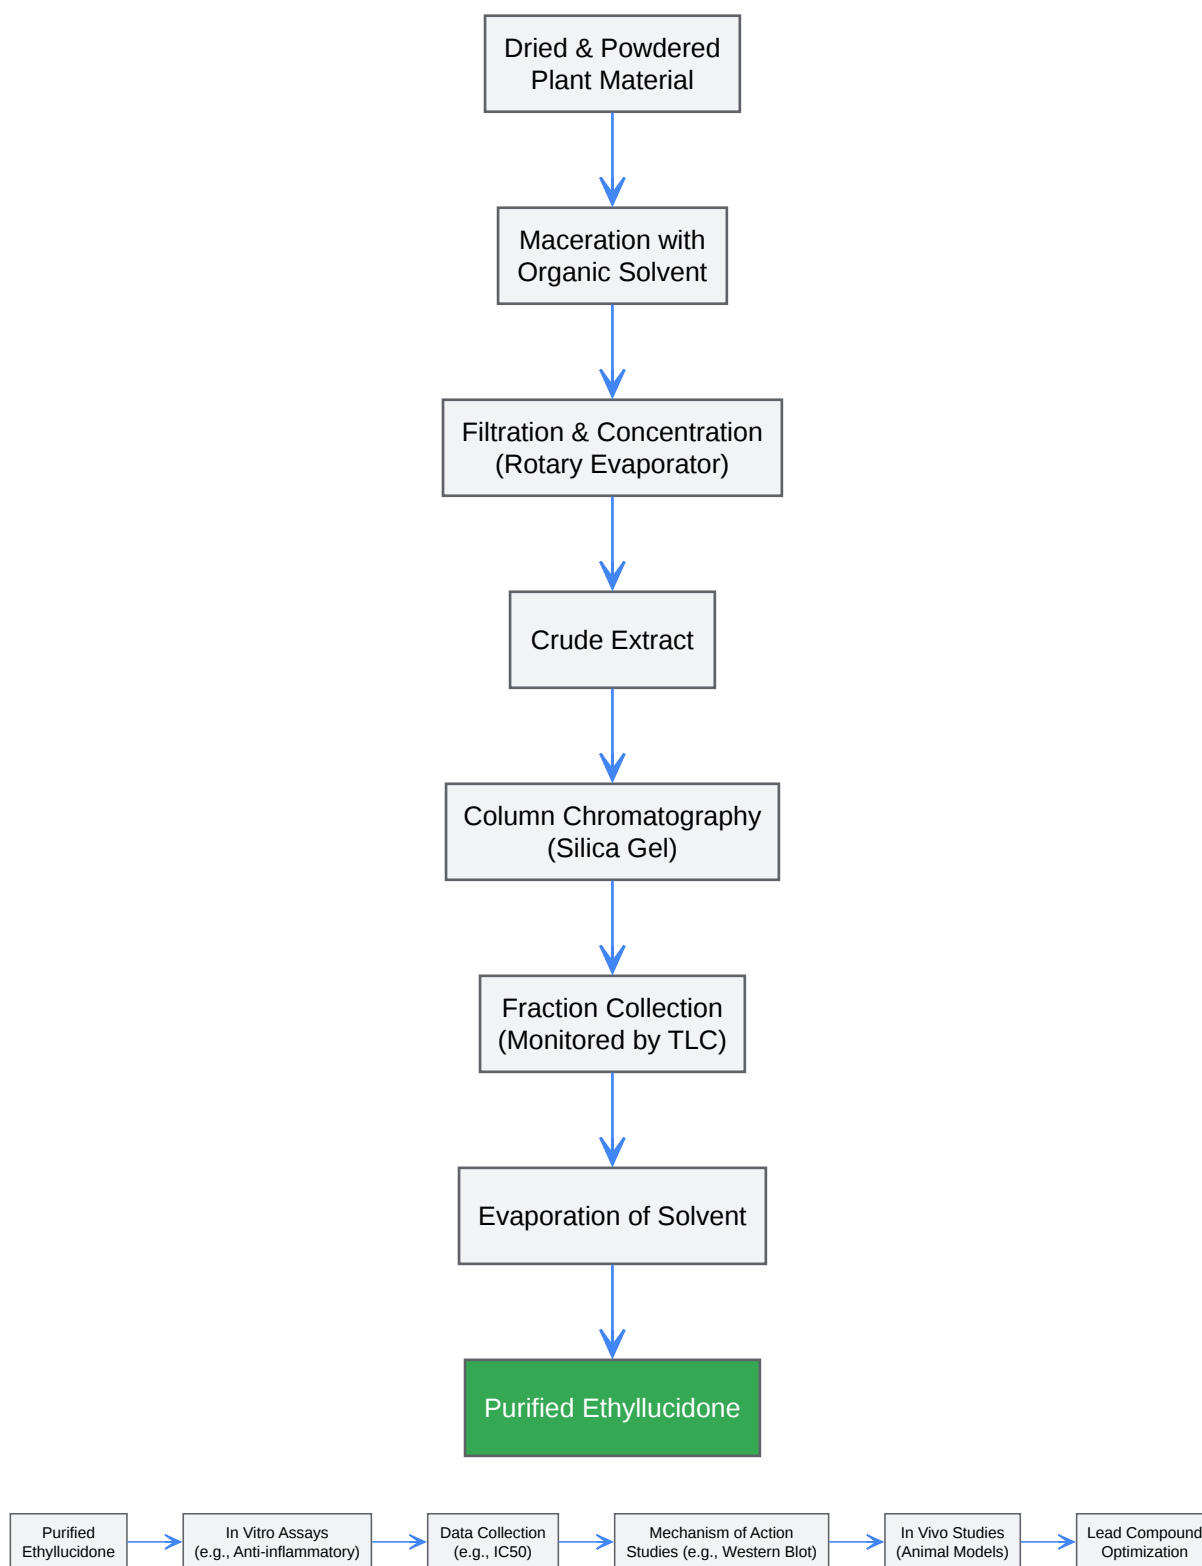 Dried & Powdered
Plant Material
Maceration with
Organic Solvent
Filtration & Concentration
(Rotary Evaporator)
Crude Extract
Column Chromatography
(Silica Gel)
Fraction Collection
(Monitored by TLC)
Evaporation of Solvent
Purified Ethyllucidone
Purified
Ethyllucidone
In Vitro Assays
(e.g., Anti-inflammatory)
Data Collection
(e.g., IC50)
Mechanism of Action
Studies (e.g., Western Blot)
In Vivo Studies
(Animal Models)
Lead Compound
Optimization